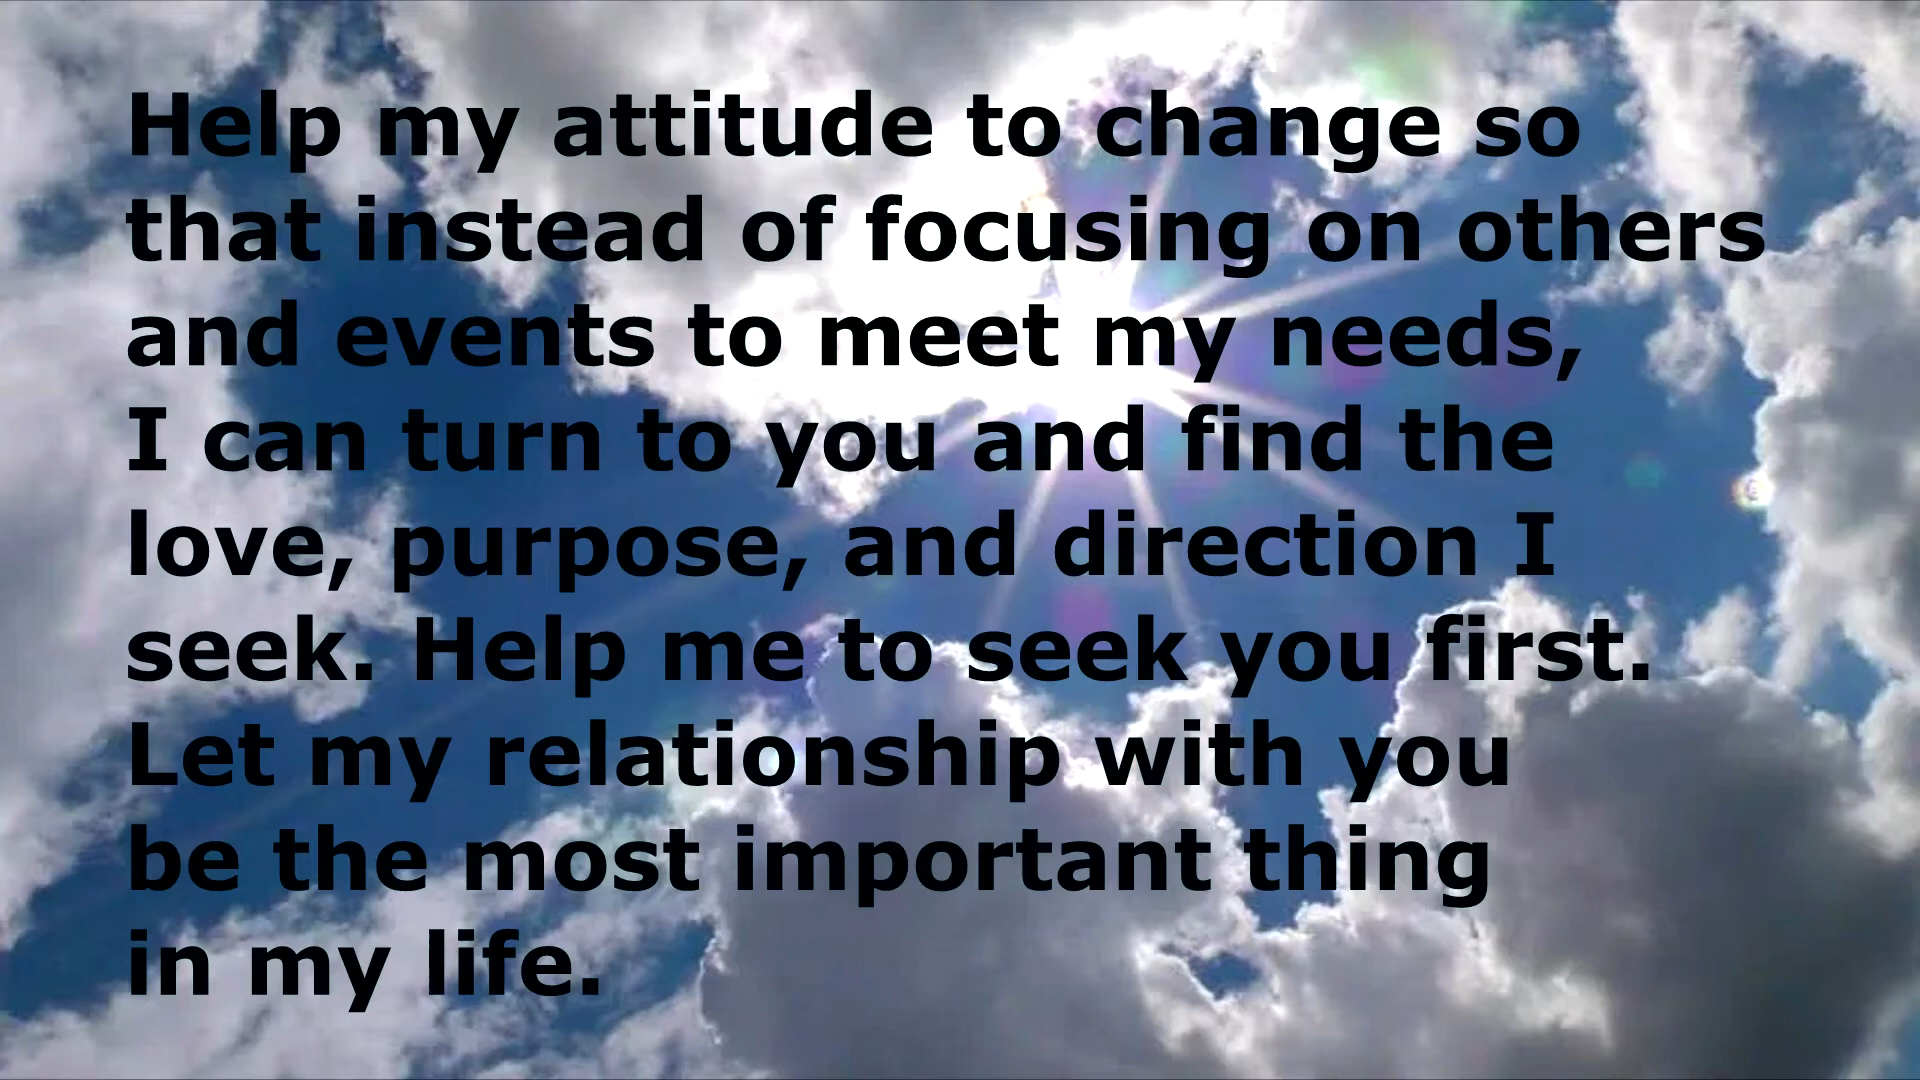 Help my attitude to change so
that instead of focusing on others
and events to meet my needs,
I can turn to you and find the
love, purpose, and direction I
seek. Help me to seek you first.
Let my relationship with you
be the most important thing
in my life.